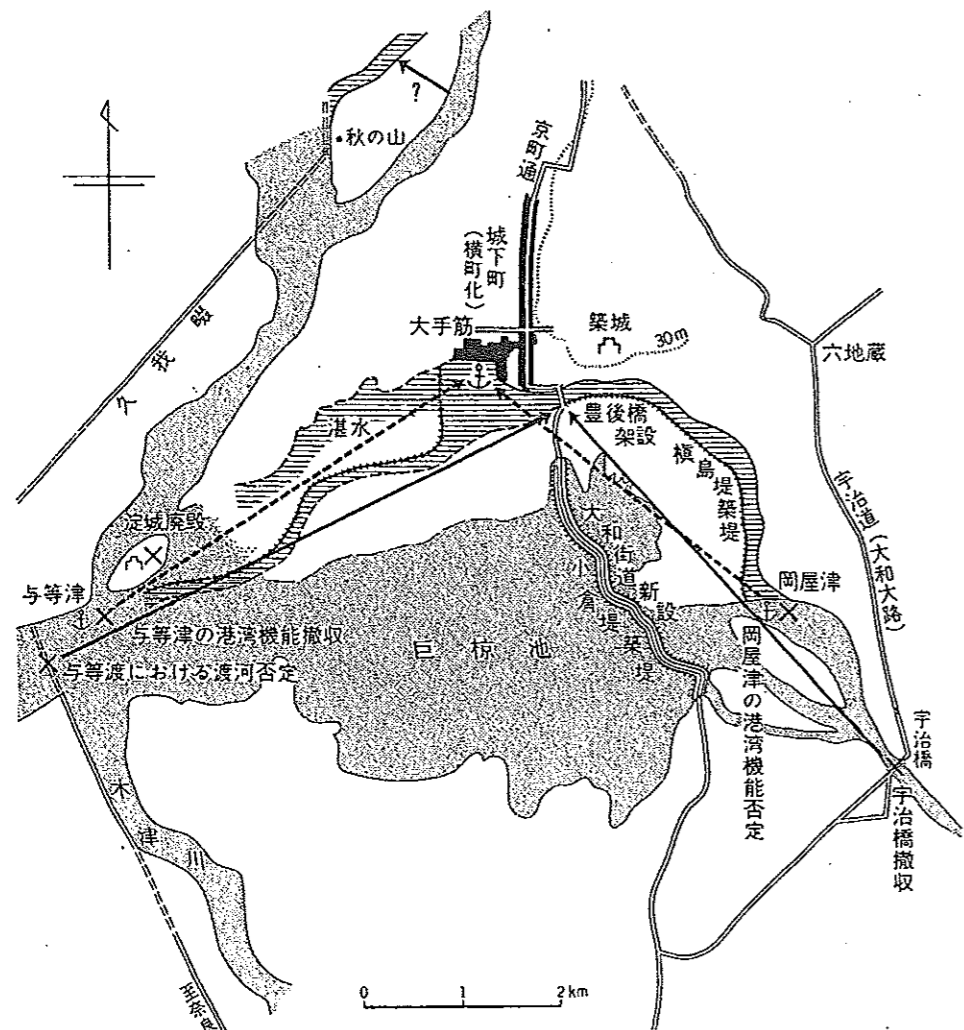 ?
・秋の山
京町通
城下町
(横町化)
大手筋
築城
30m
六地蔵
久我畷
湛水
豊後橋
架設
槇島堤築堤
宇治道(大和大路)
淀城廃毀
与等津
岡屋津
大和街道新設
小倉堤築堤
与等津の港湾機能撤収
与等渡における渡河否定
巨椋池
岡屋津の港湾機能否定
宇治橋
宇治橋撤収
木津川
至奈良
0 1 2km